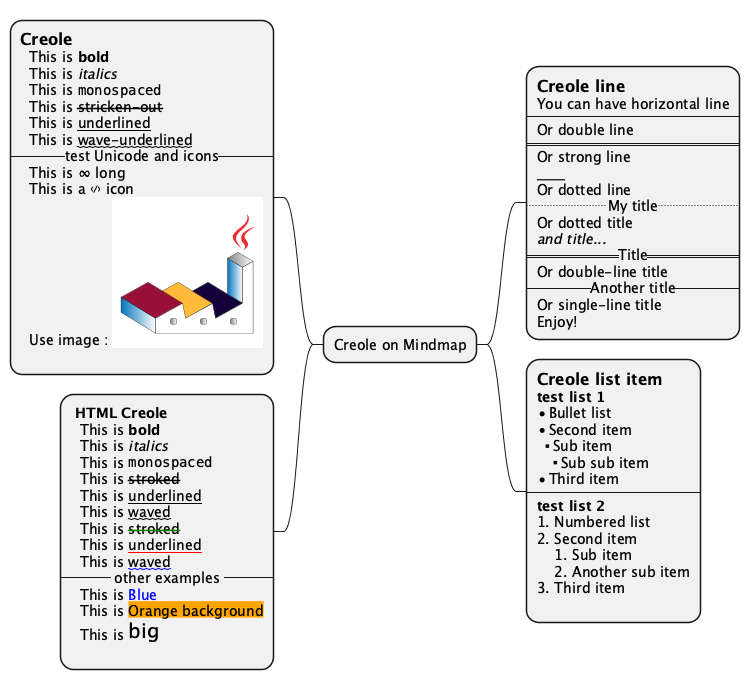 Creole
This is bold
This is italics
This is monospaced
This is stricken-out
This is underlined
This is wave-underlined
test Unicode and icons
This is ∞ long
This is a icon
Use image :
HTML Creole
This is bold
This is italics
This is monospaced
This is stroked
This is underlined
This is waved
This is stroked
This is underlined
This is waved
other examples
This is Blue
This is Orange background
This is big
Creole on Mindmap
Creole line
You can have horizontal line
Or double line
Or strong line
____
Or dotted line
My title
Or dotted title
and title...
Title
Or double-line title
Another title
Or single-line title
Enjoy!
Creole list item
test list 1
• Bullet list
• Second item
▪ Sub item
▪ Sub sub item
• Third item
test list 2
1. Numbered list
2. Second item
1. Sub item
2. Another sub item
3. Third item